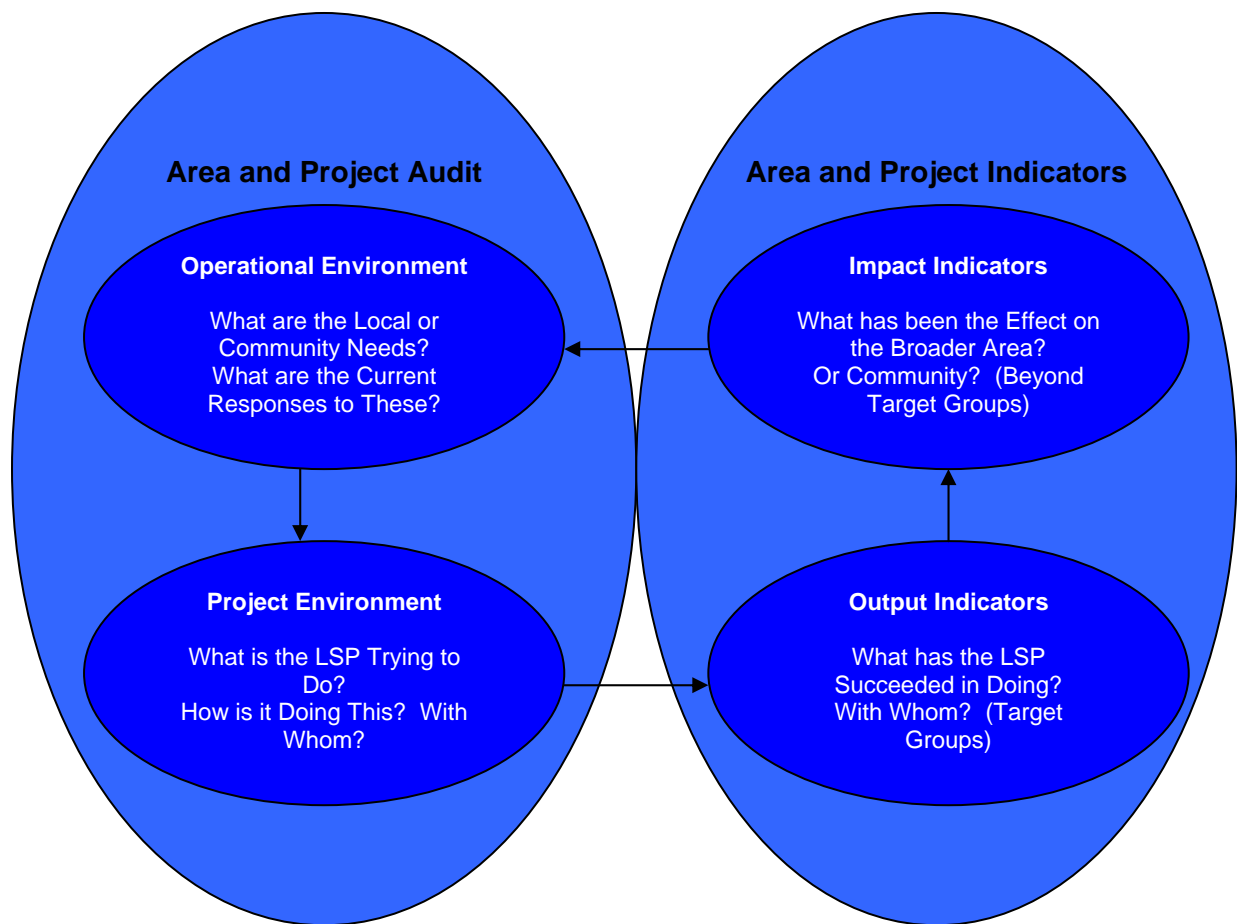 Area and Project Audit
Operational Environment
What are the Local or
Community Needs?
What are the Current
Responses to These?
Project Environment
What is the LSP Trying to
Do?
How is it Doing This?  With
Whom?
Area and Project Indicators
Impact Indicators
What has been the Effect on
the Broader Area?
Or Community?  (Beyond
Target Groups)
Output Indicators
What has the LSP
Succeeded in Doing?
With Whom?  (Target
Groups)